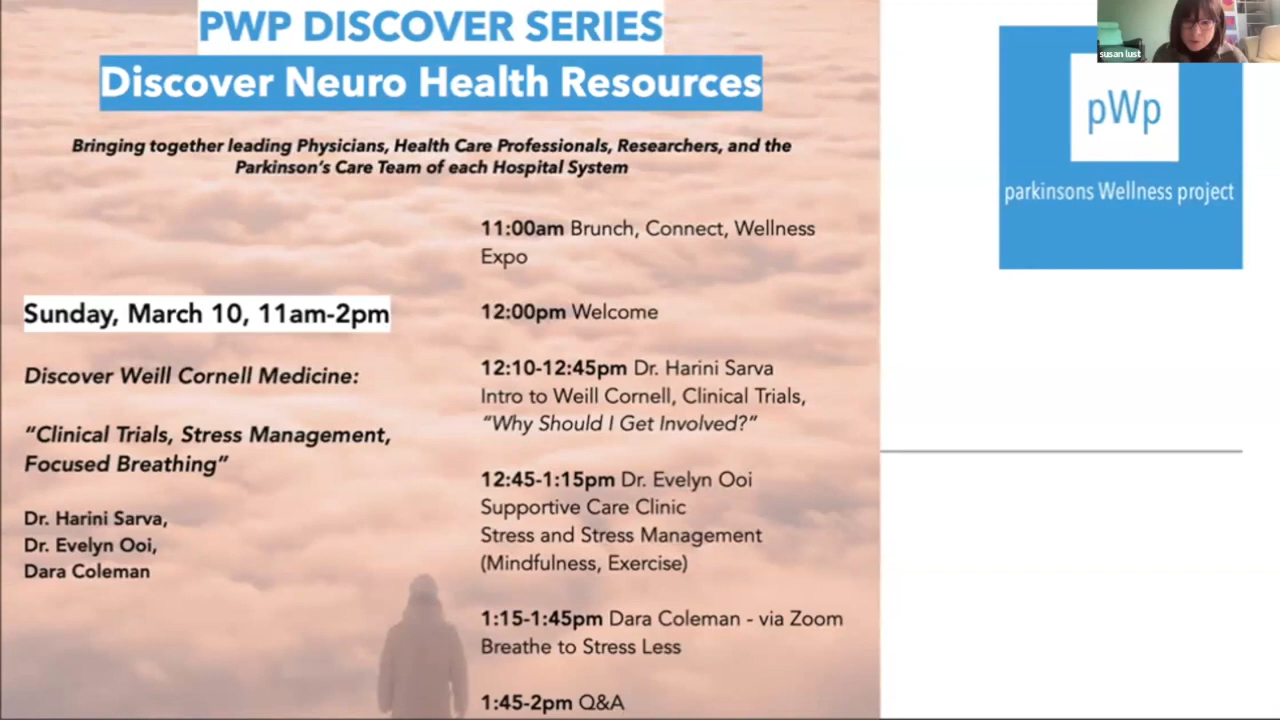 PWP DISCOVER SERIES
Discover Neuro Health Resources
Bringing together leading Physicians, Health Care Professionals, Researchers, and the
Parkinson's Care Team of each Hospital System
Sunday, March 10, 11am-2pm
Discover Weill Cornell Medicine:
"Clinical Trials, Stress Management,
Focused Breathing"
Dr. Harini Sarva,
Dr. Evelyn Ooi,
Dara Coleman
11:00am Brunch, Connect, Wellness
Expo
12:00pm Welcome
12:10-12:45pm Dr. Harini Sarva
Intro to Weill Cornell, Clinical Trials,
"Why Should I Get Involved?"
12:45-1:15pm Dr. Evelyn Ooi
Supportive Care Clinic
Stress and Stress Management
(Mindfulness, Exercise)
1:15-1:45pm Dara Coleman - via Zoom
Breathe to Stress Less
1:45-2pm Q&A
susan lust
pWp
parkinsons Wellness project